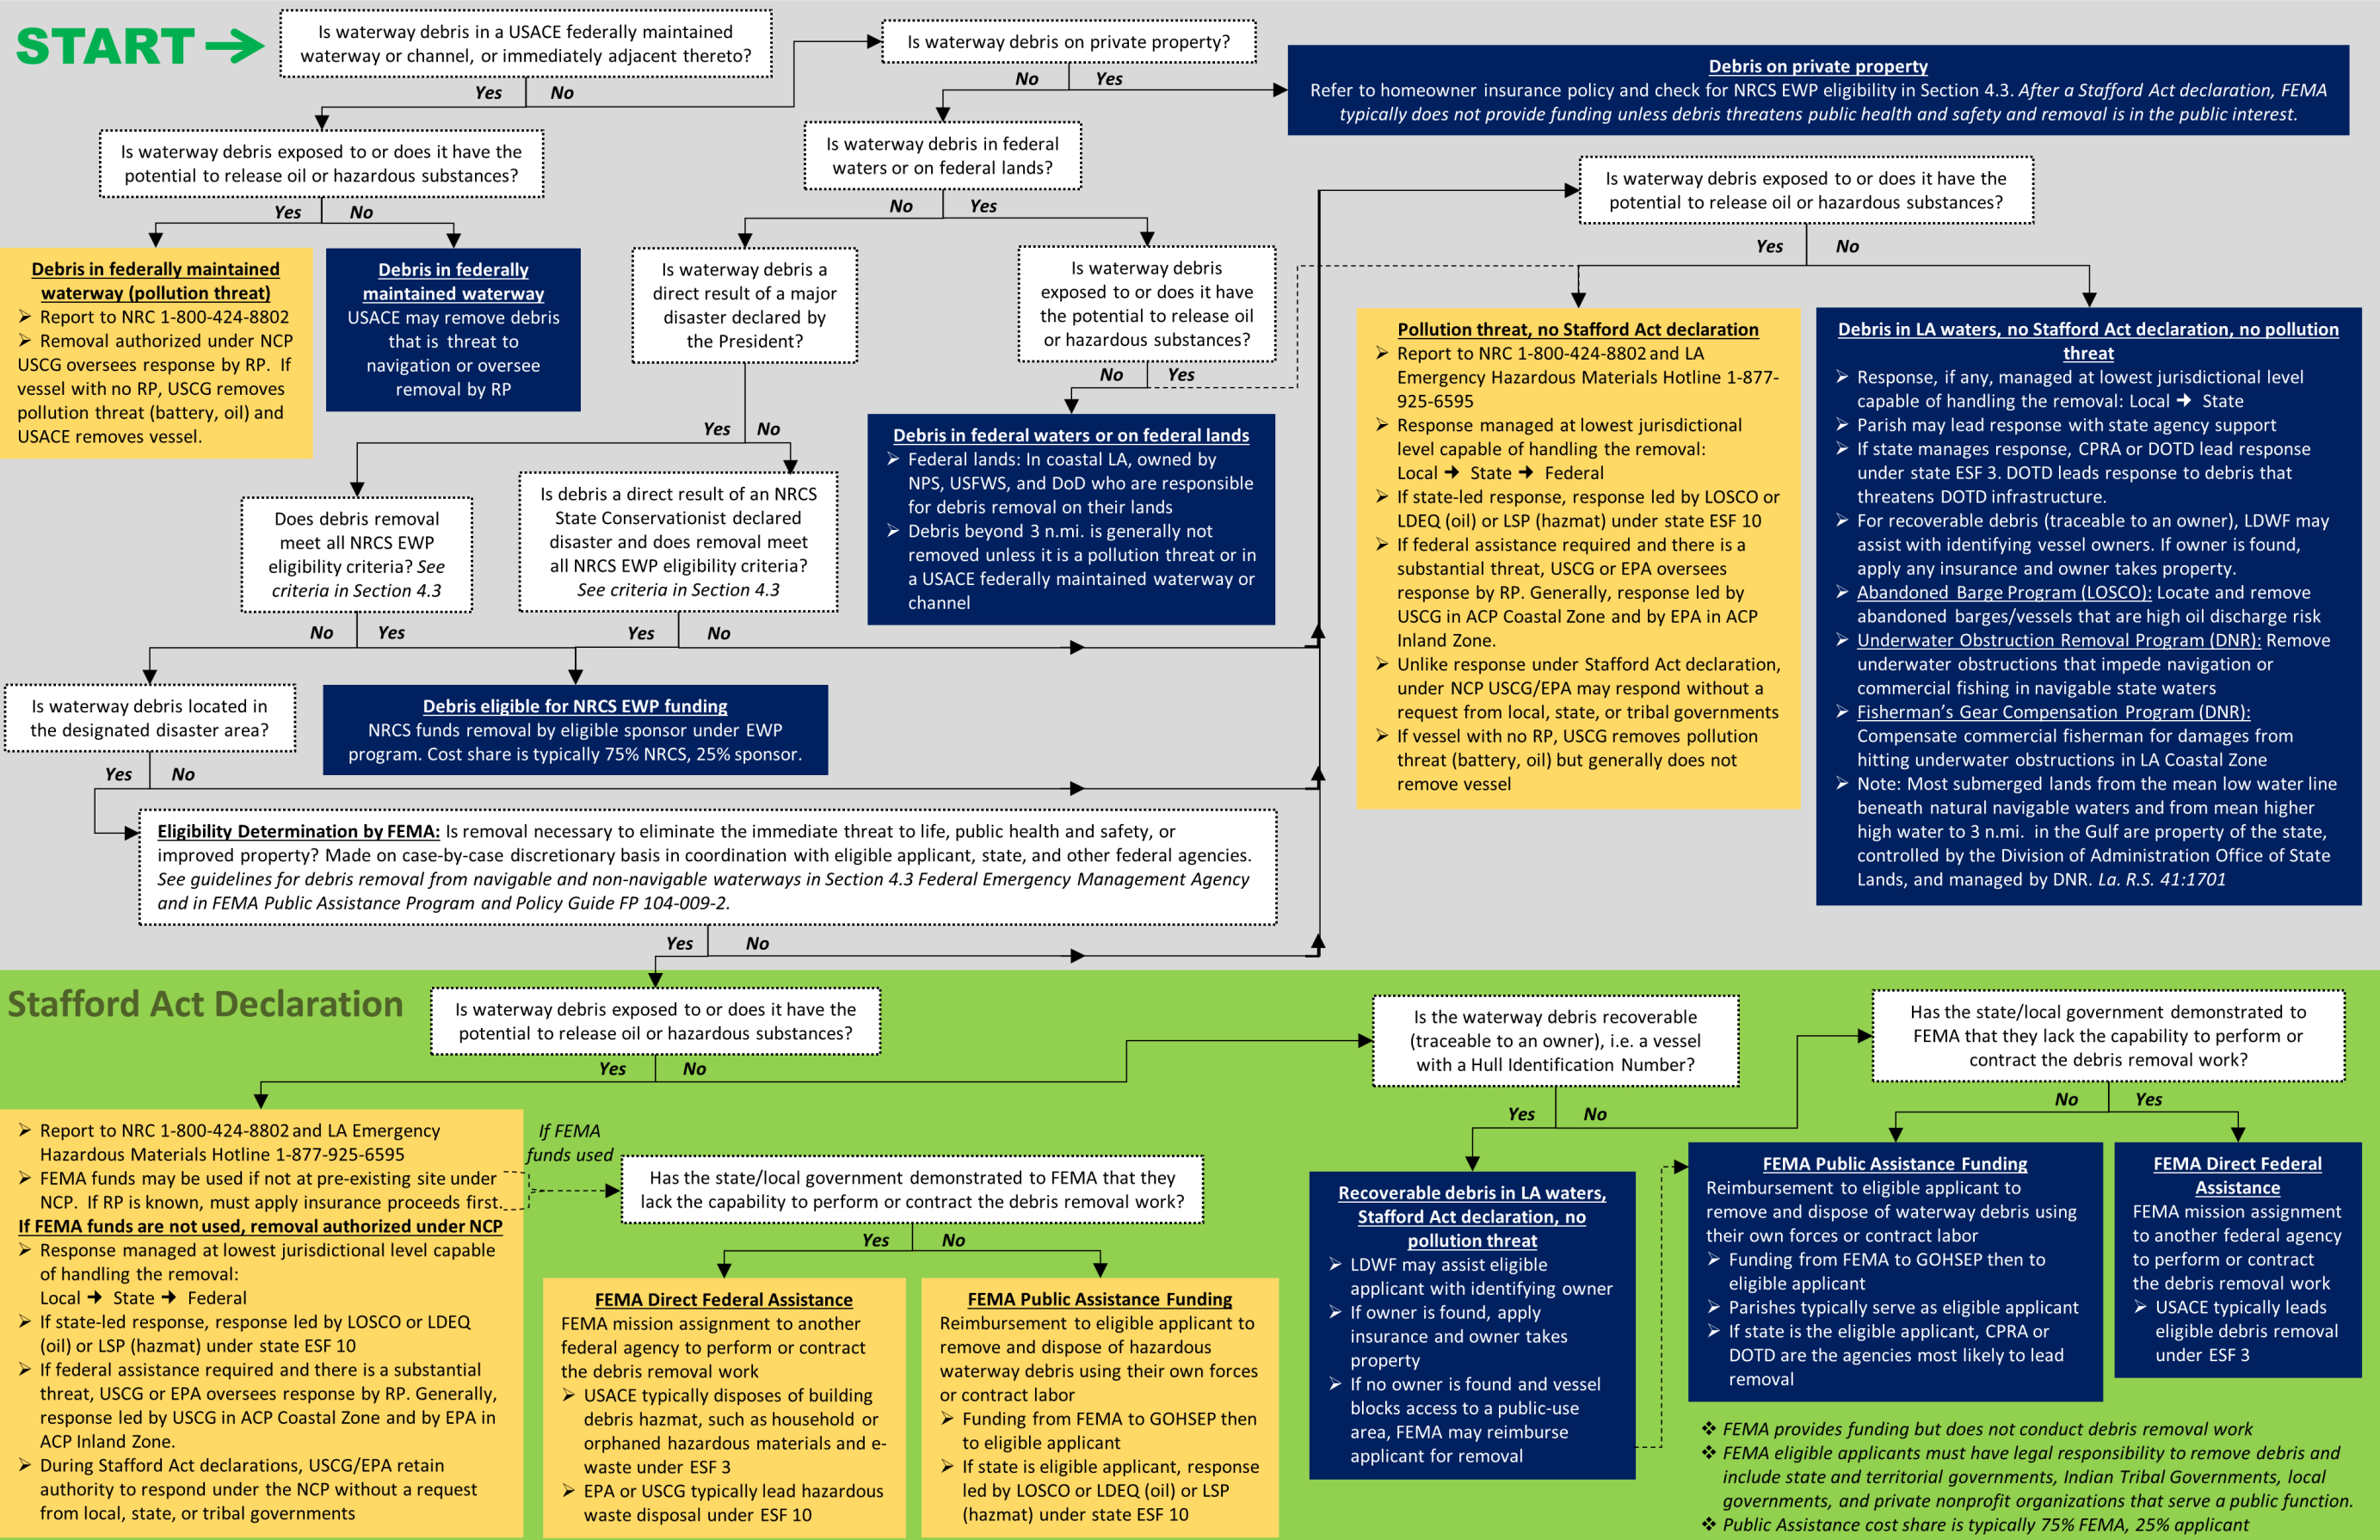 START
Is waterway debris in a USACE federally maintained
waterway or channel, or immediately adjacent thereto?
Yes
No
Is waterway debris on private property?
No
Yes
Debris on private property
Refer to homeowner insurance policy and check for NRCS EWP eligibility in Section 4.3. After a Stafford Act declaration, FEMA
typically does not provide funding unless debris threatens public health and safety and removal is in the public interest.
Is waterway debris exposed to or does it have the
potential to release oil or hazardous substances?
Yes
No
Is waterway debris in federal
waters or on federal lands?
No
Yes
Is waterway debris exposed to or does it have the
potential to release oil or hazardous substances?
Yes
No
Debris in federally maintained
waterway (pollution threat)
➢ Report to NRC 1-800-424-8802
➢ Removal authorized under NCP
USCG oversees response by RP. If
vessel with no RP, USCG removes
pollution threat (battery, oil) and
USACE removes vessel.
Debris in federally
maintained waterway
USACE may remove debris
that is threat to
navigation or oversee
removal by RP
Is waterway debris a
direct result of a major
disaster declared by
the President?
Yes
No
Is waterway debris
exposed to or does it have
the potential to release oil
or hazardous substances?
No
Yes
Debris in federal waters or on federal lands
➢ Federal lands: In coastal LA, owned by
NPS, USFWS, and DoD who are responsible
for debris removal on their lands
➢ Debris beyond 3 n.mi. is generally not
removed unless it is a pollution threat or in
a USACE federally maintained waterway or
channel
Pollution threat, no Stafford Act declaration
➢ Report to NRC 1-800-424-8802 and LA
Emergency Hazardous Materials Hotline 1-877-
925-6595
➢ Response managed at lowest jurisdictional
level capable of handling the removal:
Local → State → Federal
➢ If state-led response, response led by LOSCO or
LDEQ (oil) or LSP (hazmat) under state ESF 10
➢ If federal assistance required and there is a
substantial threat, USCG or EPA oversees
response by RP. Generally, response led by
USCG in ACP Coastal Zone and by EPA in ACP
Inland Zone.
➢ Unlike response under Stafford Act declaration,
under NCP USCG/EPA may respond without a
request from local, state, or tribal governments
➢ If vessel with no RP, USCG removes pollution
threat (battery, oil) but generally does not
remove vessel
Debris in LA waters, no Stafford Act declaration, no pollution
threat
➢ Response, if any, managed at lowest jurisdictional level
capable of handling the removal: Local → State
➢ Parish may lead response with state agency support
➢ If state manages response, CPRA or DOTD lead response
under state ESF 3. DOTD leads response to debris that
threatens DOTD infrastructure.
➢ For recoverable debris (traceable to an owner), LDWF may
assist with identifying vessel owners. If owner is found,
apply any insurance and owner takes property.
➢ Abandoned Barge Program (LOSCO): Locate and remove
abandoned barges/vessels that are high oil discharge risk
➢ Underwater Obstruction Removal Program (DNR): Remove
underwater obstructions that impede navigation or
commercial fishing in navigable state waters
➢ Fisherman's Gear Compensation Program (DNR):
Compensate commercial fisherman for damages from
hitting underwater obstructions in LA Coastal Zone
➢ Note: Most submerged lands from the mean low water line
beneath natural navigable waters and from mean higher
high water to 3 n.mi. in the Gulf are property of the state,
controlled by the Division of Administration Office of State
Lands, and managed by DNR. La. R.S. 41:1701
Does debris removal
meet all NRCS EWP
eligibility criteria? See
criteria in Section 4.3
No
Yes
Is debris a direct result of an NRCS
State Conservationist declared
disaster and does removal meet
all NRCS EWP eligibility criteria?
See criteria in Section 4.3
Yes
No
Is waterway debris located in
the designated disaster area?
Yes
No
Debris eligible for NRCS EWP funding
NRCS funds removal by eligible sponsor under EWP
program. Cost share is typically 75% NRCS, 25% sponsor.
Eligibility Determination by FEMA: Is removal necessary to eliminate the immediate threat to life, public health and safety, or
improved property? Made on case-by-case discretionary basis in coordination with eligible applicant, state, and other federal agencies.
See guidelines for debris removal from navigable and non-navigable waterways in Section 4.3 Federal Emergency Management Agency
and in FEMA Public Assistance Program and Policy Guide FP 104-009-2.
Yes
No
Stafford Act Declaration
Is waterway debris exposed to or does it have the
potential to release oil or hazardous substances?
Yes
No
Is the waterway debris recoverable
(traceable to an owner), i.e. a vessel
with a Hull Identification Number?
Yes
No
Has the state/local government demonstrated to
FEMA that they lack the capability to perform or
contract the debris removal work?
No
Yes
➢ Report to NRC 1-800-424-8802 and LA Emergency
Hazardous Materials Hotline 1-877-925-6595
➢ FEMA funds may be used if not at pre-existing site under
NCP. If RP is known, must apply insurance proceeds first.
If FEMA funds are not used, removal authorized under NCP
➢ Response managed at lowest jurisdictional level capable
of handling the removal:
Local → State → Federal
➢ If state-led response, response led by LOSCO or LDEQ
(oil) or LSP (hazmat) under state ESF 10
➢ If federal assistance required and there is a substantial
threat, USCG or EPA oversees response by RP. Generally,
response led by USCG in ACP Coastal Zone and by EPA in
ACP Inland Zone.
➢ During Stafford Act declarations, USCG/EPA retain
authority to respond under the NCP without a request
from local, state, or tribal governments
If FEMA
funds used
Has the state/local government demonstrated to FEMA that they
lack the capability to perform or contract the debris removal work?
Yes
No
FEMA Direct Federal Assistance
FEMA mission assignment to another
federal agency to perform or contract
the debris removal work
➢ USACE typically disposes of building
debris hazmat, such as household or
orphaned hazardous materials and e-
waste under ESF 3
➢ EPA or USCG typically lead hazardous
waste disposal under ESF 10
FEMA Public Assistance Funding
Reimbursement to eligible applicant to
remove and dispose of hazardous
waterway debris using their own forces
or contract labor
➢ Funding from FEMA to GOHSEP then
to eligible applicant
➢ If state is eligible applicant, response
led by LOSCO or LDEQ (oil) or LSP
(hazmat) under state ESF 10
Recoverable debris in LA waters,
Stafford Act declaration, no
pollution threat
➢ LDWF may assist eligible
applicant with identifying owner
➢ If owner is found, apply
insurance and owner takes
property
➢ If no owner is found and vessel
blocks access to a public-use
area, FEMA may reimburse
applicant for removal
FEMA Public Assistance Funding
Reimbursement to eligible applicant to
remove and dispose of waterway debris using
their own forces or contract labor
➢ Funding from FEMA to GOHSEP then to
eligible applicant
➢ Parishes typically serve as eligible applicant
➢ If state is the eligible applicant, CPRA or
DOTD are the agencies most likely to lead
removal
FEMA Direct Federal
Assistance
FEMA mission assignment
to another federal agency
to perform or contract
the debris removal work
➢ USACE typically leads
eligible debris removal
under ESF 3
❖ FEMA provides funding but does not conduct debris removal work
❖ FEMA eligible applicants must have legal responsibility to remove debris and
include state and territorial governments, Indian Tribal Governments, local
governments, and private nonprofit organizations that serve a public function.
❖ Public Assistance cost share is typically 75% FEMA, 25% applicant